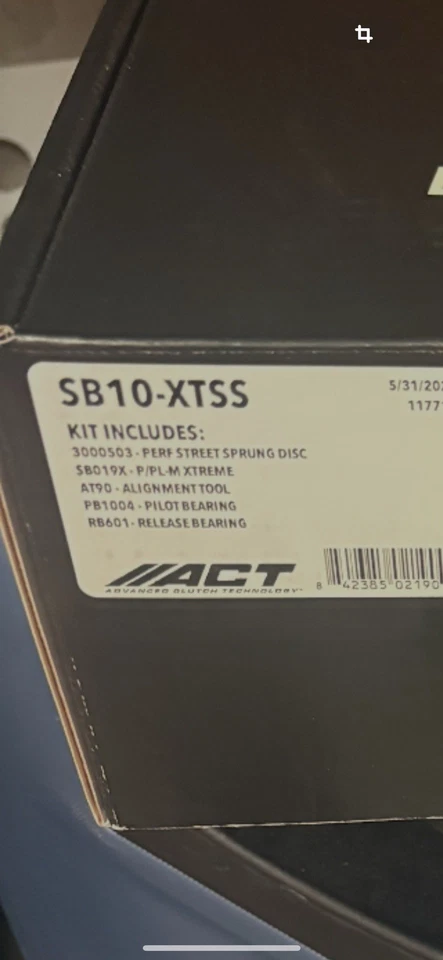 SB10-XTSS
5/31/20
1177
KIT INCLUDES:
3000503 - PERF STREET SPRUNG DISC
SB019X - P/PL-M XTREME
AT90 - ALIGNMENT TOOL
PB1004 - PILOT BEARING
RB601 - RELEASE BEARING
ACT
ADVANCED CLUTCH TECHNOLOGY™
8 42385 02190